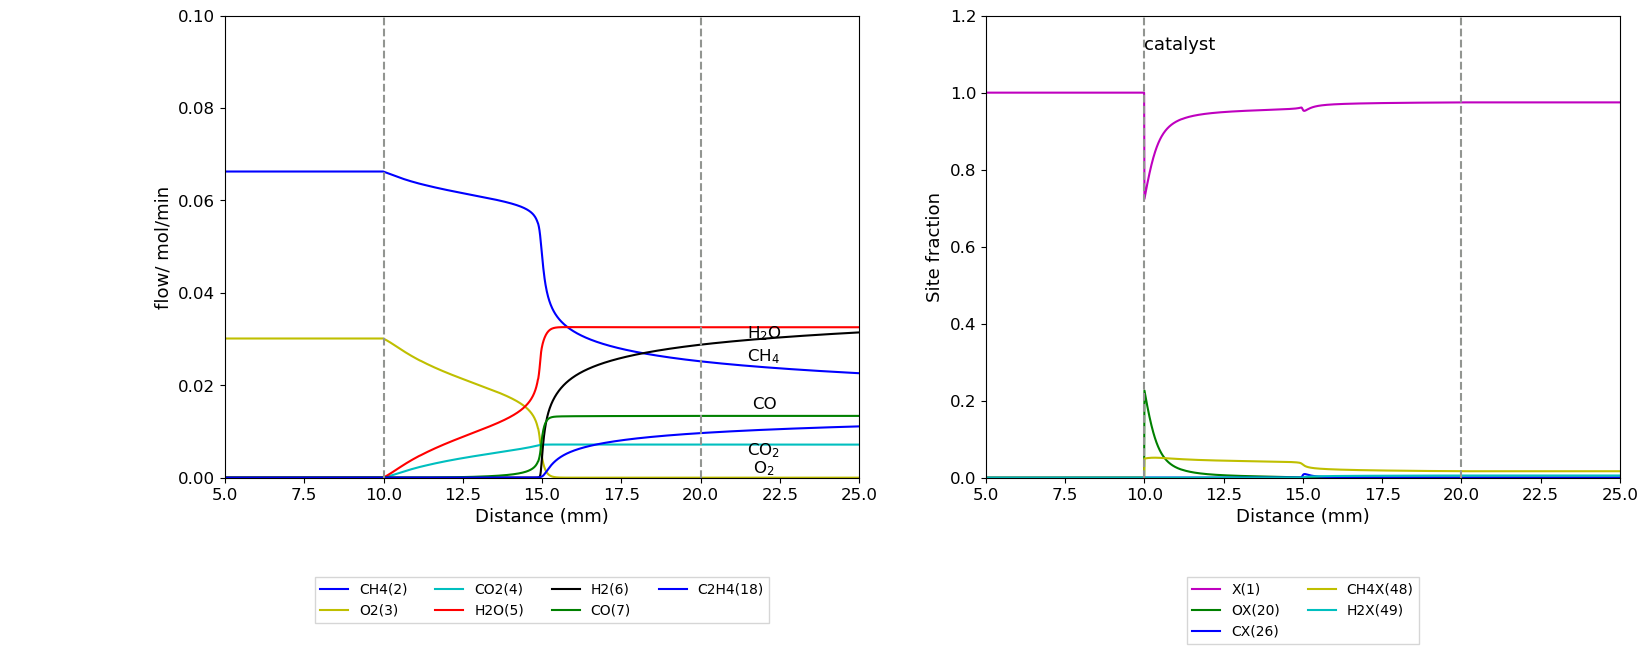 0.10
0.08
0.06
0.04
0.02
0.00
flow/ mol/min
H₂O
CH₄
CO
CO₂
O₂
5.0 7.5 10.0 12.5 15.0 17.5 20.0 22.5 25.0
Distance (mm)
CH4(2) CO2(4) H2(6) C2H4(18)
O2(3) H2O(5) CO(7)
1.2
1.0
0.8
0.6
0.4
0.2
0.0
Site fraction
catalyst
5.0 7.5 10.0 12.5 15.0 17.5 20.0 22.5 25.0
Distance (mm)
X(1) CH4X(48)
OX(20) H2X(49)
CX(26)